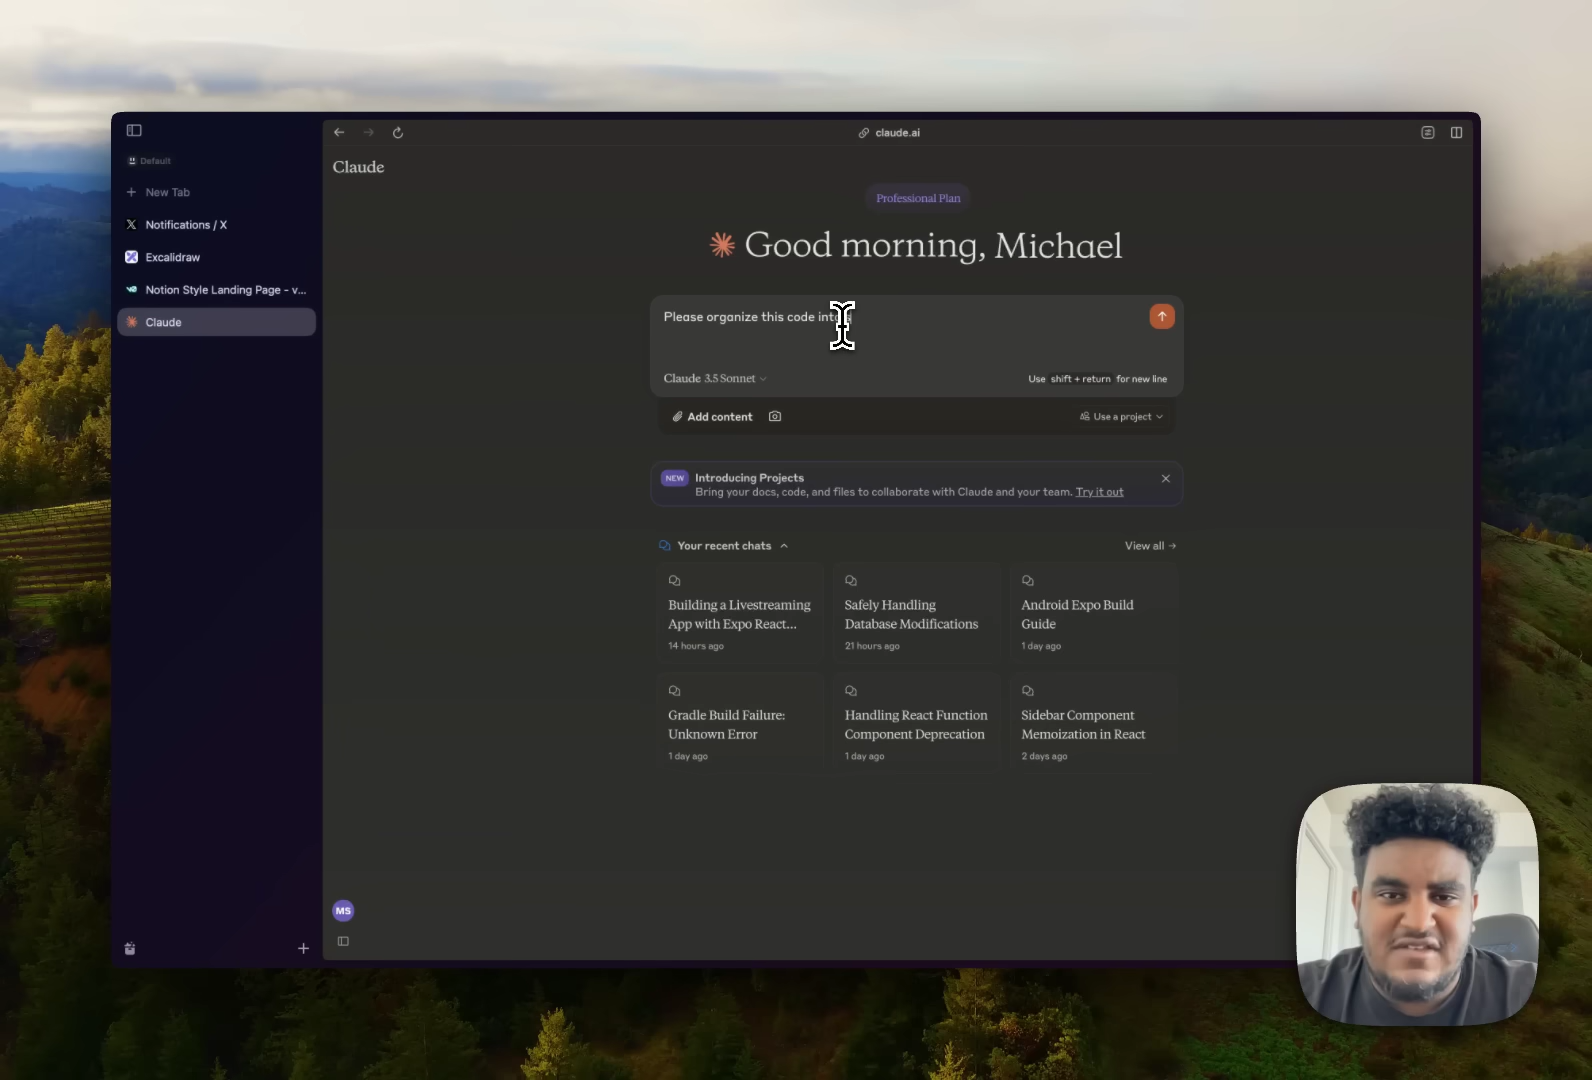 Default
New Tab
Notifications / X
Excalidraw
Notion Style Landing Page - v...
Claude
claude.ai
Claude
Professional Plan
Good morning, Michael
Please organize this code into
Claude 3.5 Sonnet
Use shift + return for new line
Add content
Use a project
NEW Introducing Projects
Bring your docs, code, and files to collaborate with Claude and your team. Try it out
Your recent chats
View all
Building a Livestreaming
App with Expo React...
14 hours ago
Safely Handling
Database Modifications
21 hours ago
Android Expo Build
Guide
1 day ago
Gradle Build Failure:
Unknown Error
1 day ago
Handling React Function
Component Deprecation
1 day ago
Sidebar Component
Memoization in React
2 days ago
MS